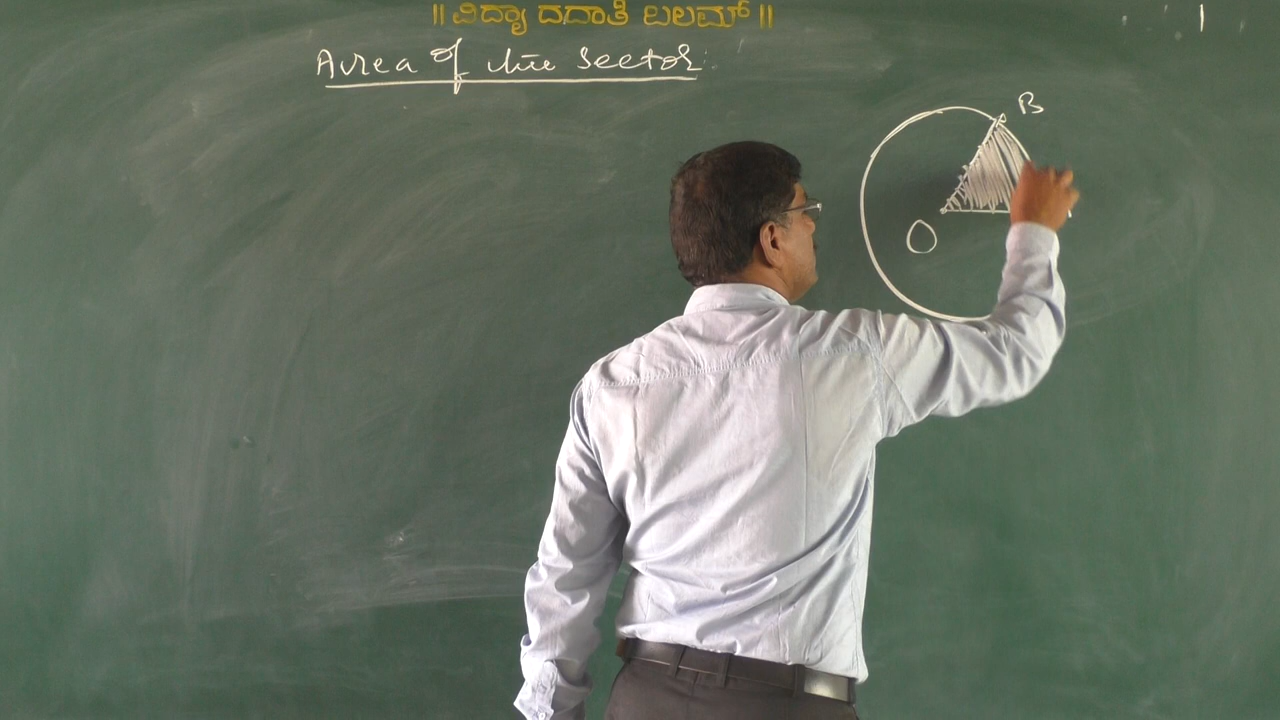 ॥ ವಿದ್ಯಾ ದದಾತಿ ಬಲಮ್ ॥
Area of the sector:
B
O